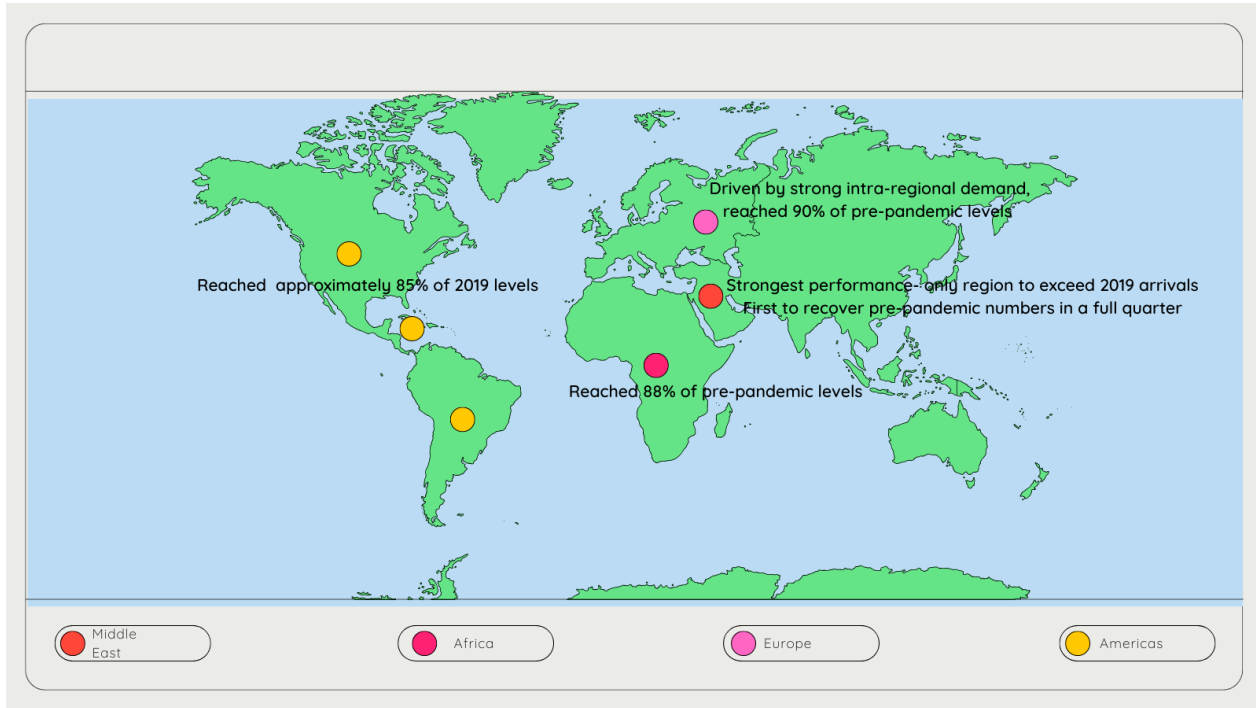 Driven by strong intra-regional demand,
reached 90% of pre-pandemic levels
Reached approximately 85% of 2019 levels
Strongest performance- only region to exceed 2019 arrivals
First to recover pre-pandemic numbers in a full quarter
Reached 88% of pre-pandemic levels
Middle
East
Africa
Europe
Americas